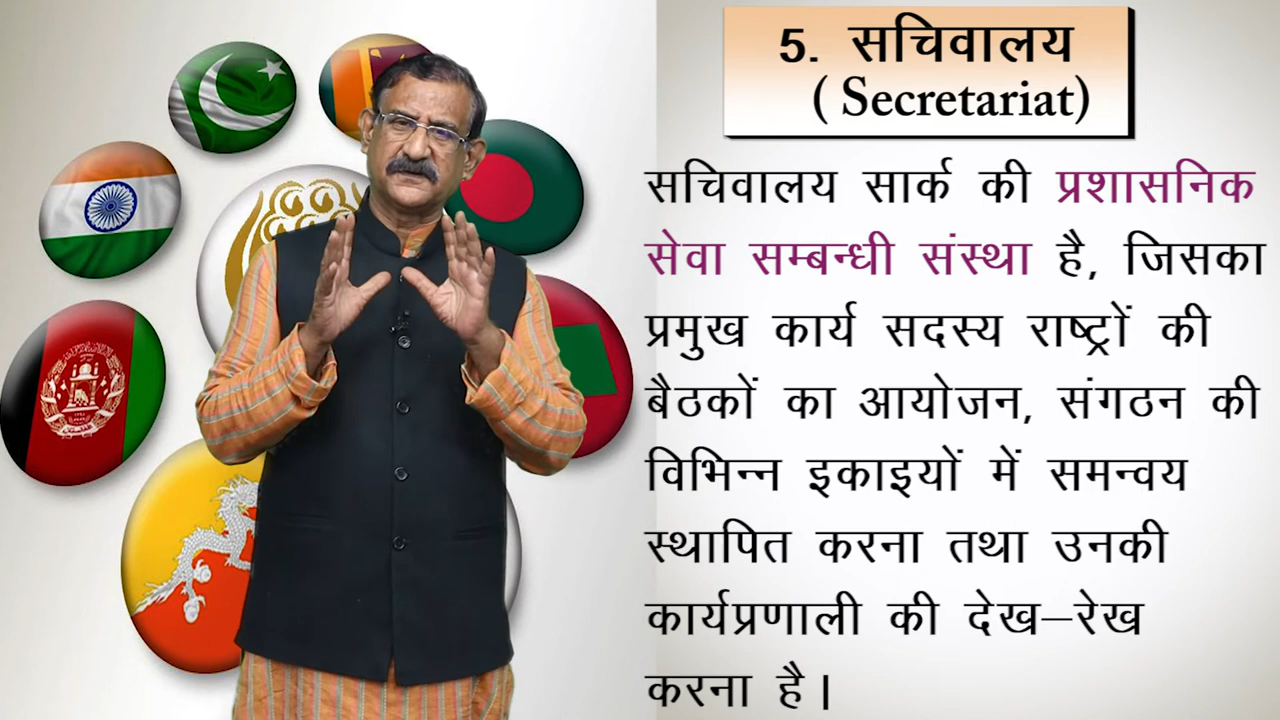 5. सचिवालय
( Secretariat)
सचिवालय सार्क की प्रशासनिक
सेवा सम्बन्धी संस्था है, जिसका
प्रमुख कार्य सदस्य राष्ट्रों की
बैठकों का आयोजन, संगठन की
विभिन्न इकाइयों में समन्वय
स्थापित करना तथा उनकी
कार्यप्रणाली की देख–रेख
करना है।